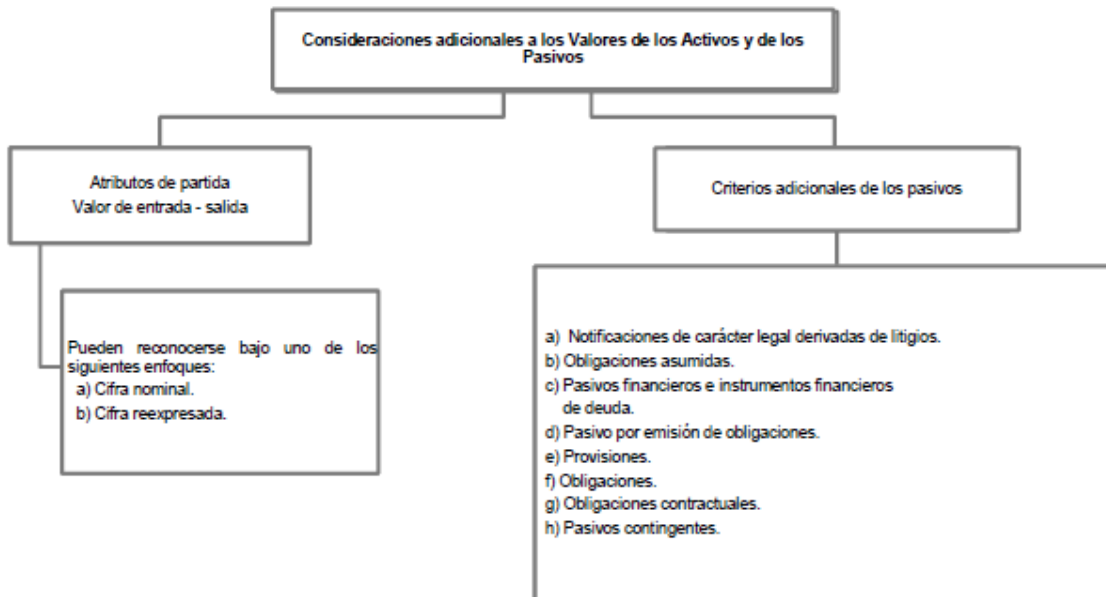 Consideraciones adicionales a los Valores de los Activos y de los
Pasivos
Atributos de partida
Valor de entrada - salida
Criterios adicionales de los pasivos
Pueden reconocerse bajo uno de los
siguientes enfoques:
a) Cifra nominal.
b) Cifra reexpresada.
a) Notificaciones de carácter legal derivadas de litigios.
b) Obligaciones asumidas.
c) Pasivos financieros e instrumentos financieros
de deuda.
d) Pasivo por emisión de obligaciones.
e) Provisiones.
f) Obligaciones.
g) Obligaciones contractuales.
h) Pasivos contingentes.